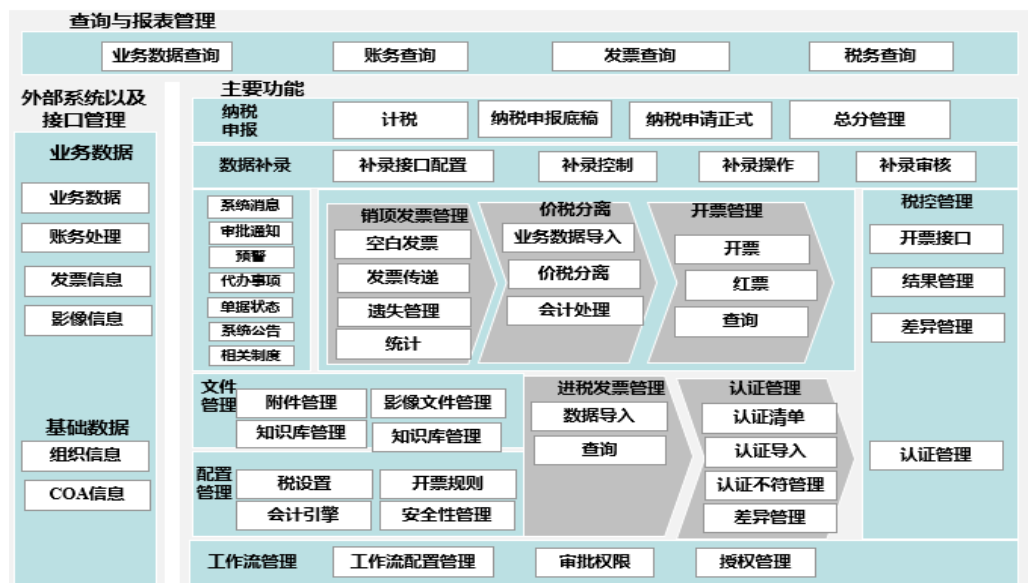 查询与报表管理
业务数据查询
账务查询
发票查询
税务查询
外部系统以及
接口管理
业务数据
业务数据
账务处理
发票信息
影像信息
基础数据
组织信息
COA信息
主要功能
纳税
申报
计税
纳税申报底稿
纳税申请正式
总分管理
数据补录
补录接口配置
补录控制
补录操作
补录审核
系统消息
审批通知
预警
代办事项
单据状态
系统公告
相关制度
销项发票管理
空白发票
发票传递
遗失管理
统计
价税分离
业务数据导入
价税分离
会计处理
开票管理
开票
红票
查询
税控管理
开票接口
结果管理
差异管理
认证管理
文件
管理
附件管理
影像文件管理
知识库管理
知识库管理
配置
管理
税设置
开票规则
会计引擎
安全性管理
进税发票管理
数据导入
查询
认证管理
认证清单
认证导入
认证不符管理
差异管理
工作流管理
工作流配置管理
审批权限
授权管理